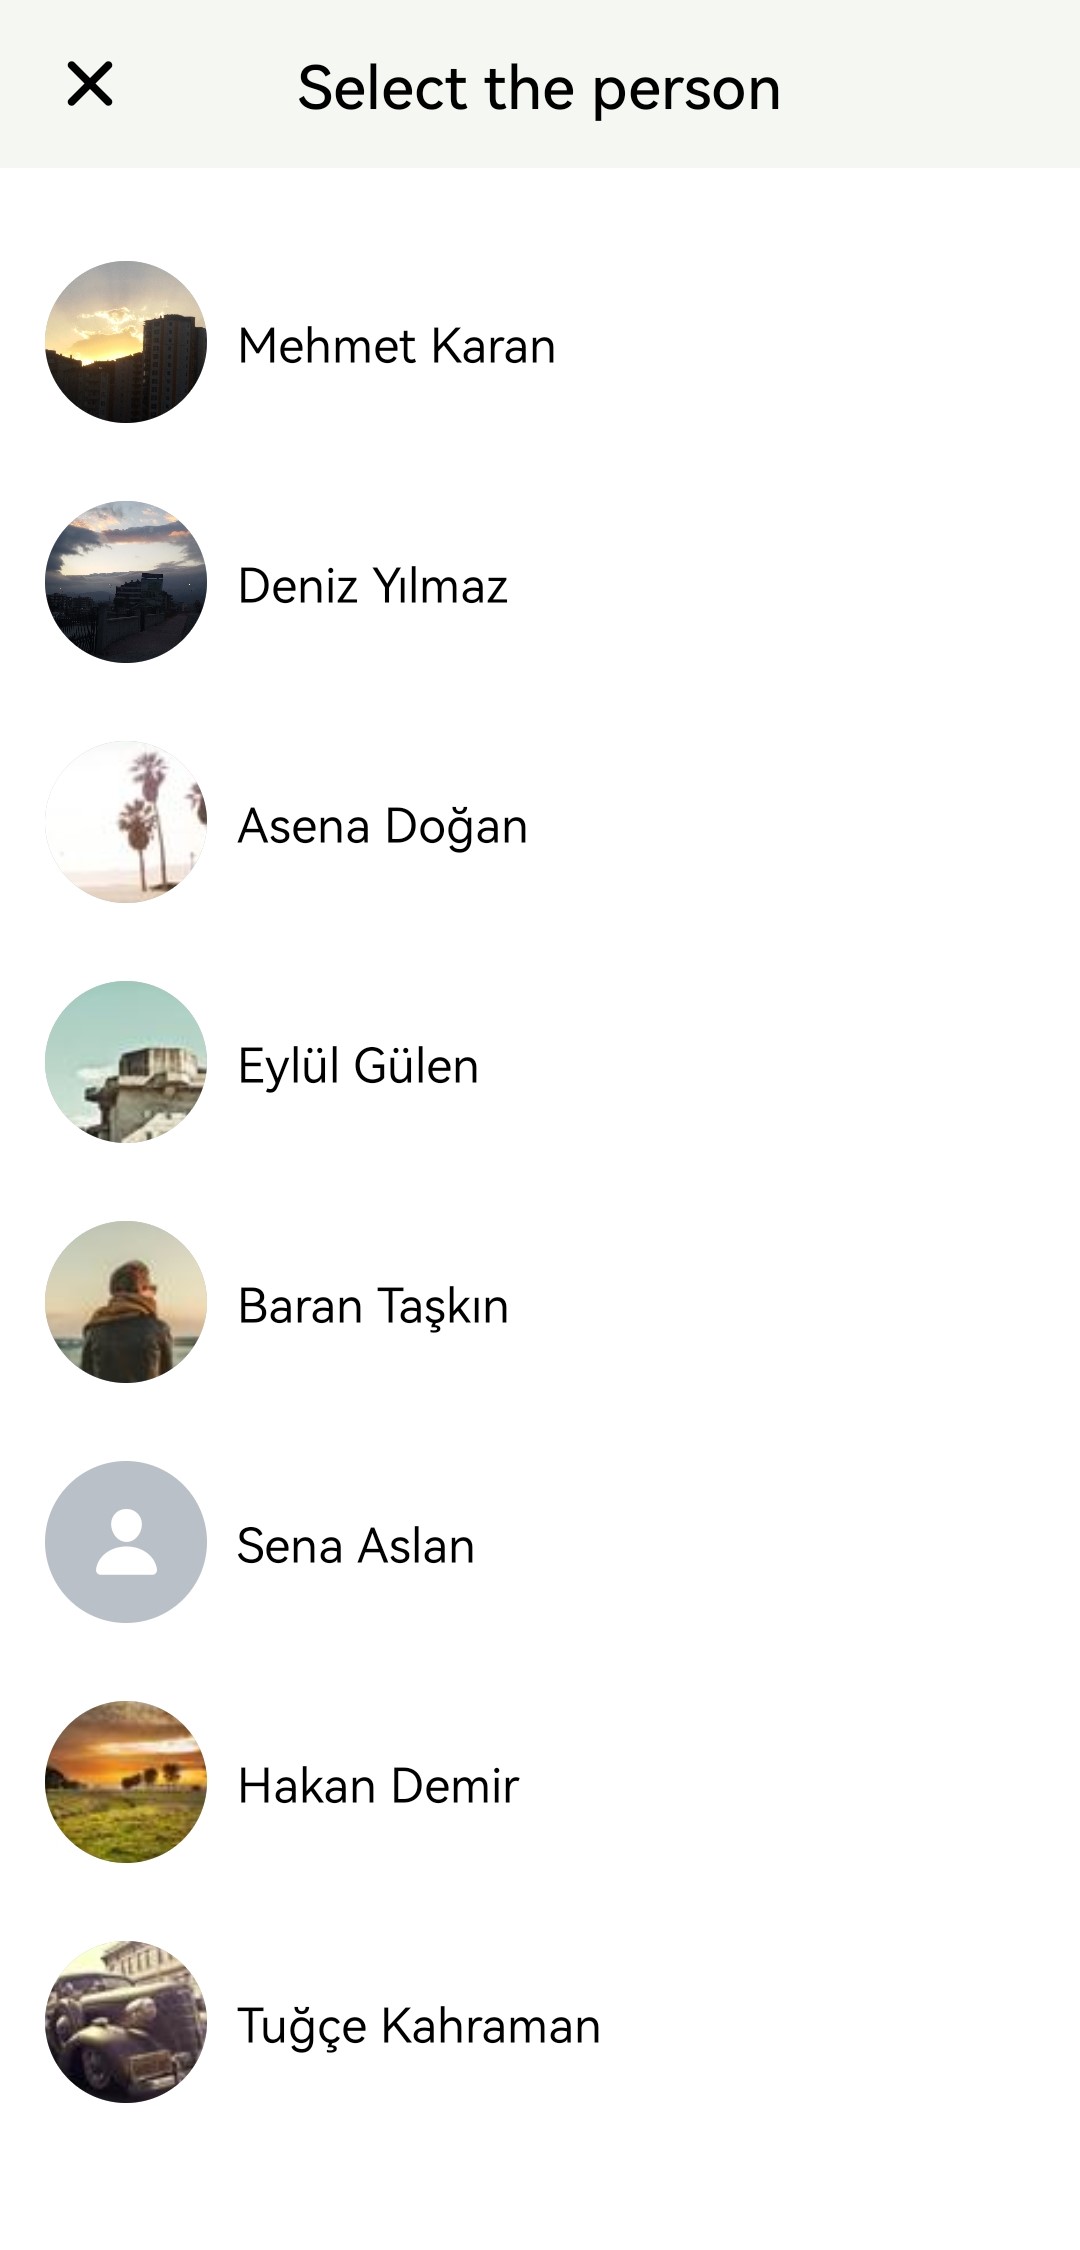 Select the person
Mehmet Karan
Deniz Yılmaz
Asena Doğan
Eylül Gülen
Baran Taşkın
Sena Aslan
Hakan Demir
Tuğçe Kahraman